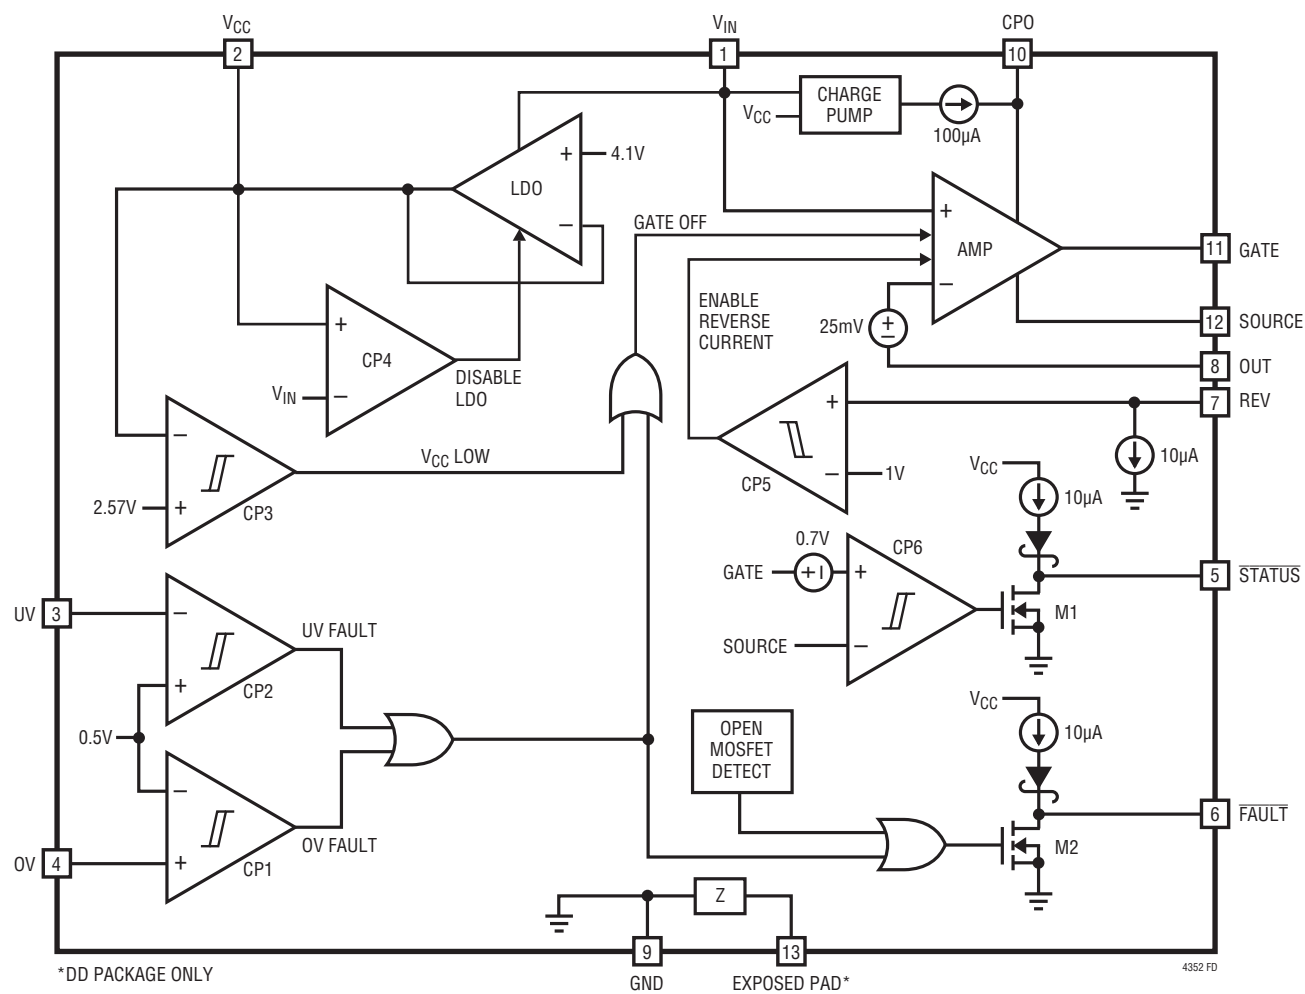 VCC
VIN
CPO
2
1
10
CHARGE
PUMP
VCC
100µA
+
4.1V
LDO
−
GATE OFF
+
AMP
−
11
GATE
ENABLE
REVERSE
CURRENT
25mV
+
−
12
SOURCE
8
OUT
7
REV
+
CP4
VIN
−
DISABLE
LDO
+
CP5
−
1V
10µA
−
VCC LOW
2.57V
+
CP3
VCC
10µA
0.7V
CP6
GATE
+ I
+
SOURCE
−
5
STATUS
M1
UV
3
−
UV FAULT
+
CP2
0.5V
−
OV FAULT
OV
4
+
CP1
OPEN
MOSFET
DETECT
VCC
10µA
6
FAULT
M2
Z
9
13
GND
EXPOSED PAD*
*DD PACKAGE ONLY
4352 FD